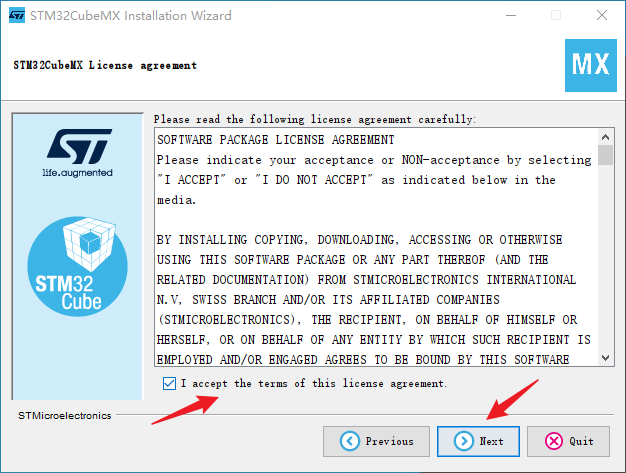 STM32CubeMX Installation Wizard
STM32CubeMX License agreement
MX
Please read the following license agreement carefully:
SOFTWARE PACKAGE LICENSE AGREEMENT
Please indicate your acceptance or NON-acceptance by selecting
"I ACCEPT" or "I DO NOT ACCEPT" as indicated below in the
media.
BY INSTALLING COPYING, DOWNLOADING, ACCESSING OR OTHERWISE
USING THIS SOFTWARE PACKAGE OR ANY PART THEREOF (AND THE
RELATED DOCUMENTATION) FROM STMICROELECTRONICS INTERNATIONAL
N.V, SWISS BRANCH AND/OR ITS AFFILIATED COMPANIES
(STMICROELECTRONICS), THE RECIPIENT, ON BEHALF OF HIMSELF OR
HERSELF, OR ON BEHALF OF ANY ENTITY BY WHICH SUCH RECIPIENT IS
EMPLOYED AND/OR ENGAGED AGREES TO BE BOUND BY THIS SOFTWARE
ST
life.augmented
STM32
Cube
I accept the terms of this license agreement.
STMicroelectronics
Previous
Next
Quit